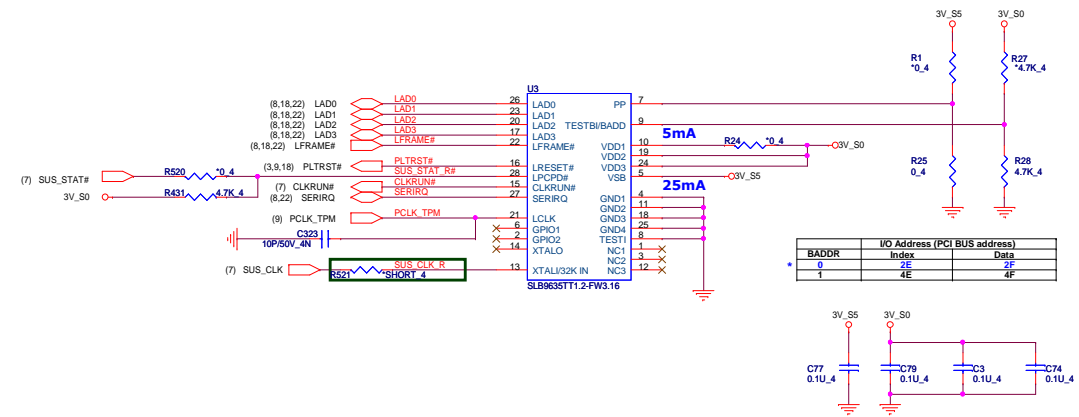 3V_S5 3V_S0
R1 *0_4 R27 *4.7K_4
U3
(8,18,22) LAD0 LAD0 26 LAD0 PP 7
(8,18,22) LAD1 LAD1 23 LAD1
(8,18,22) LAD2 LAD2 20 LAD2 TESTBI/BADD 9
(8,18,22) LAD3 LAD3 17 LAD3 5mA
(8,18,22) LFRAME# LFRAME# 22 LFRAME# VDD1 10 R24 *0_4 3V_S0
VDD2 19
(3,9,18) PLTRST# PLTRST# 16 LRESET# VDD3 24
(7) SUS_STAT# R520 *0_4 SUS_STAT_R# 28 LPCPD# VSB 5 3V_S5
(7) CLKRUN# CLKRUN# 15 CLKRUN# 25mA
3V_S0 R431 4.7K_4 (8,22) SERIRQ SERIRQ 27 SERIRQ GND1 4
GND2 11
(9) PCLK_TPM PCLK_TPM 21 LCLK GND3 18
6 GPIO1 GND4 25
C323 10P/50V_4N 2 GPIO2 TESTI 8
14 XTALO NC1 1
NC2 3
(7) SUS_CLK R521 *SHORT_4 SUS_CLK_R 13 XTALI/32K IN NC3 12
SLB9635TT1.2-FW3.16
R25 0_4 R28 4.7K_4
I/O Address (PCI BUS address)
BADDR Index Data
* 0 2E 2F
1 4E 4F
3V_S5 3V_S0
C77 0.1U_4 C79 0.1U_4 C3 0.1U_4 C74 0.1U_4